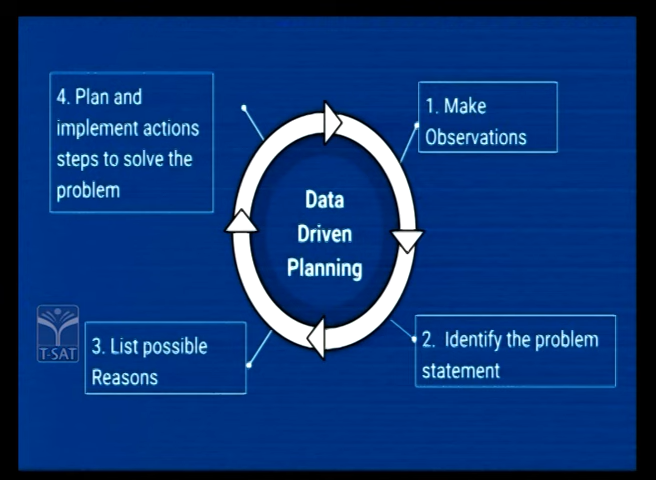 4. Plan and
implement actions
steps to solve the
problem
1. Make
Observations
Data
Driven
Planning
3. List possible
Reasons
2. Identify the problem
statement
T-SAT